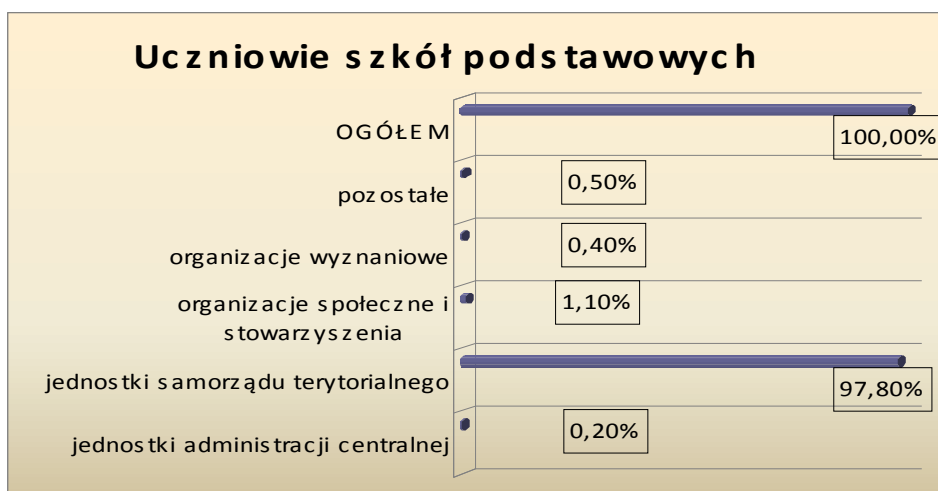 Uczniowie szkół podstawowych
OGÓŁEM
100,00%
pozostałe
0,50%
organizacje wyznaniowe
0,40%
organizacje społeczne i
stowarzyszenia
1,10%
jednostki samorządu terytorialnego
97,80%
jednostki administracji centralnej
0,20%